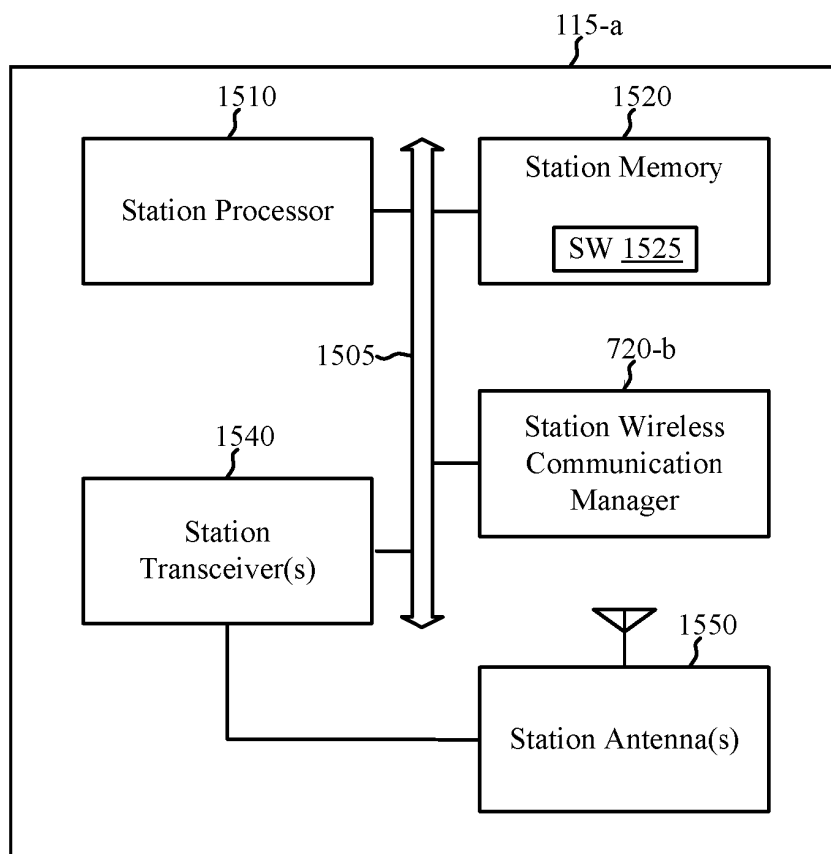 115-a
1510
1520
Station Processor
Station Memory
SW 1525
1505
720-b
Station Wireless
Communication
Manager
1540
Station
Transceiver(s)
1550
Station Antenna(s)